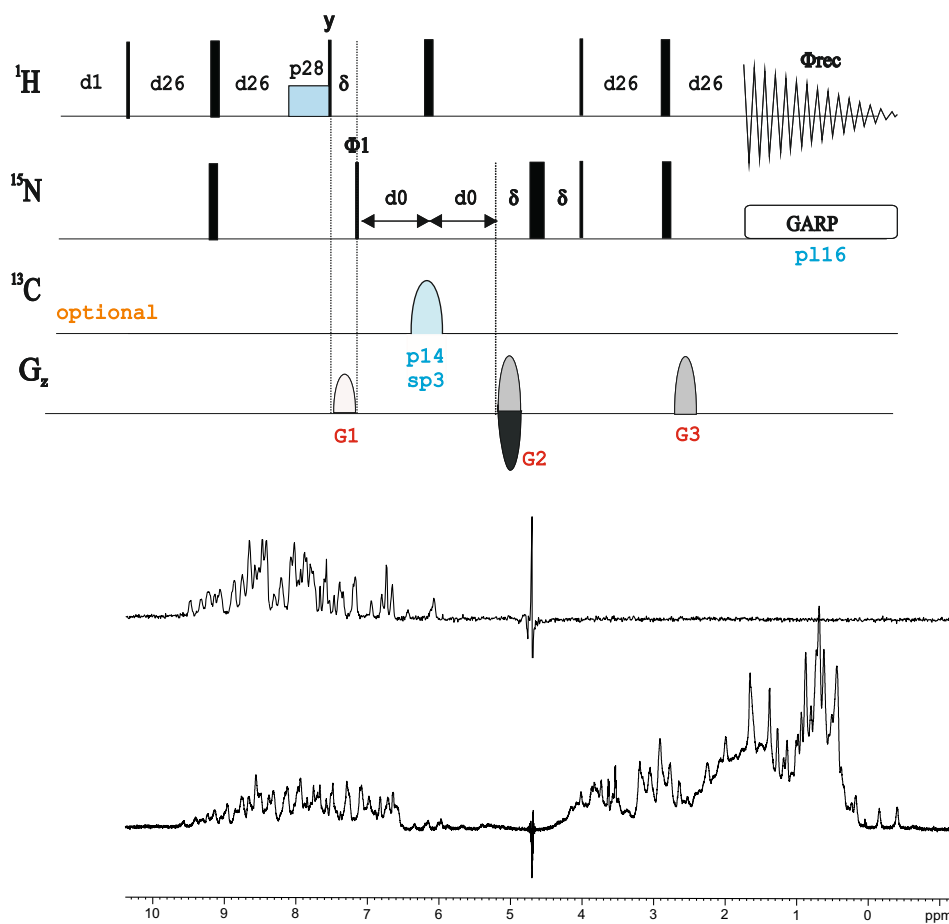 y
¹H d1 d26 d26 p28 δ d26 d26 Φrec
Φ1
¹⁵N d0 d0 δ δ GARP
pl16
¹³C
optional
p14
sp3
Gz
G1 G2 G3
10 9 8 7 6 5 4 3 2 1 0 ppm